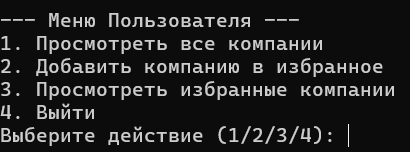 --- Меню Пользователя ---
1. Просмотреть все компании
2. Добавить компанию в избранное
3. Просмотреть избранные компании
4. Выйти
Выберите действие (1/2/3/4):